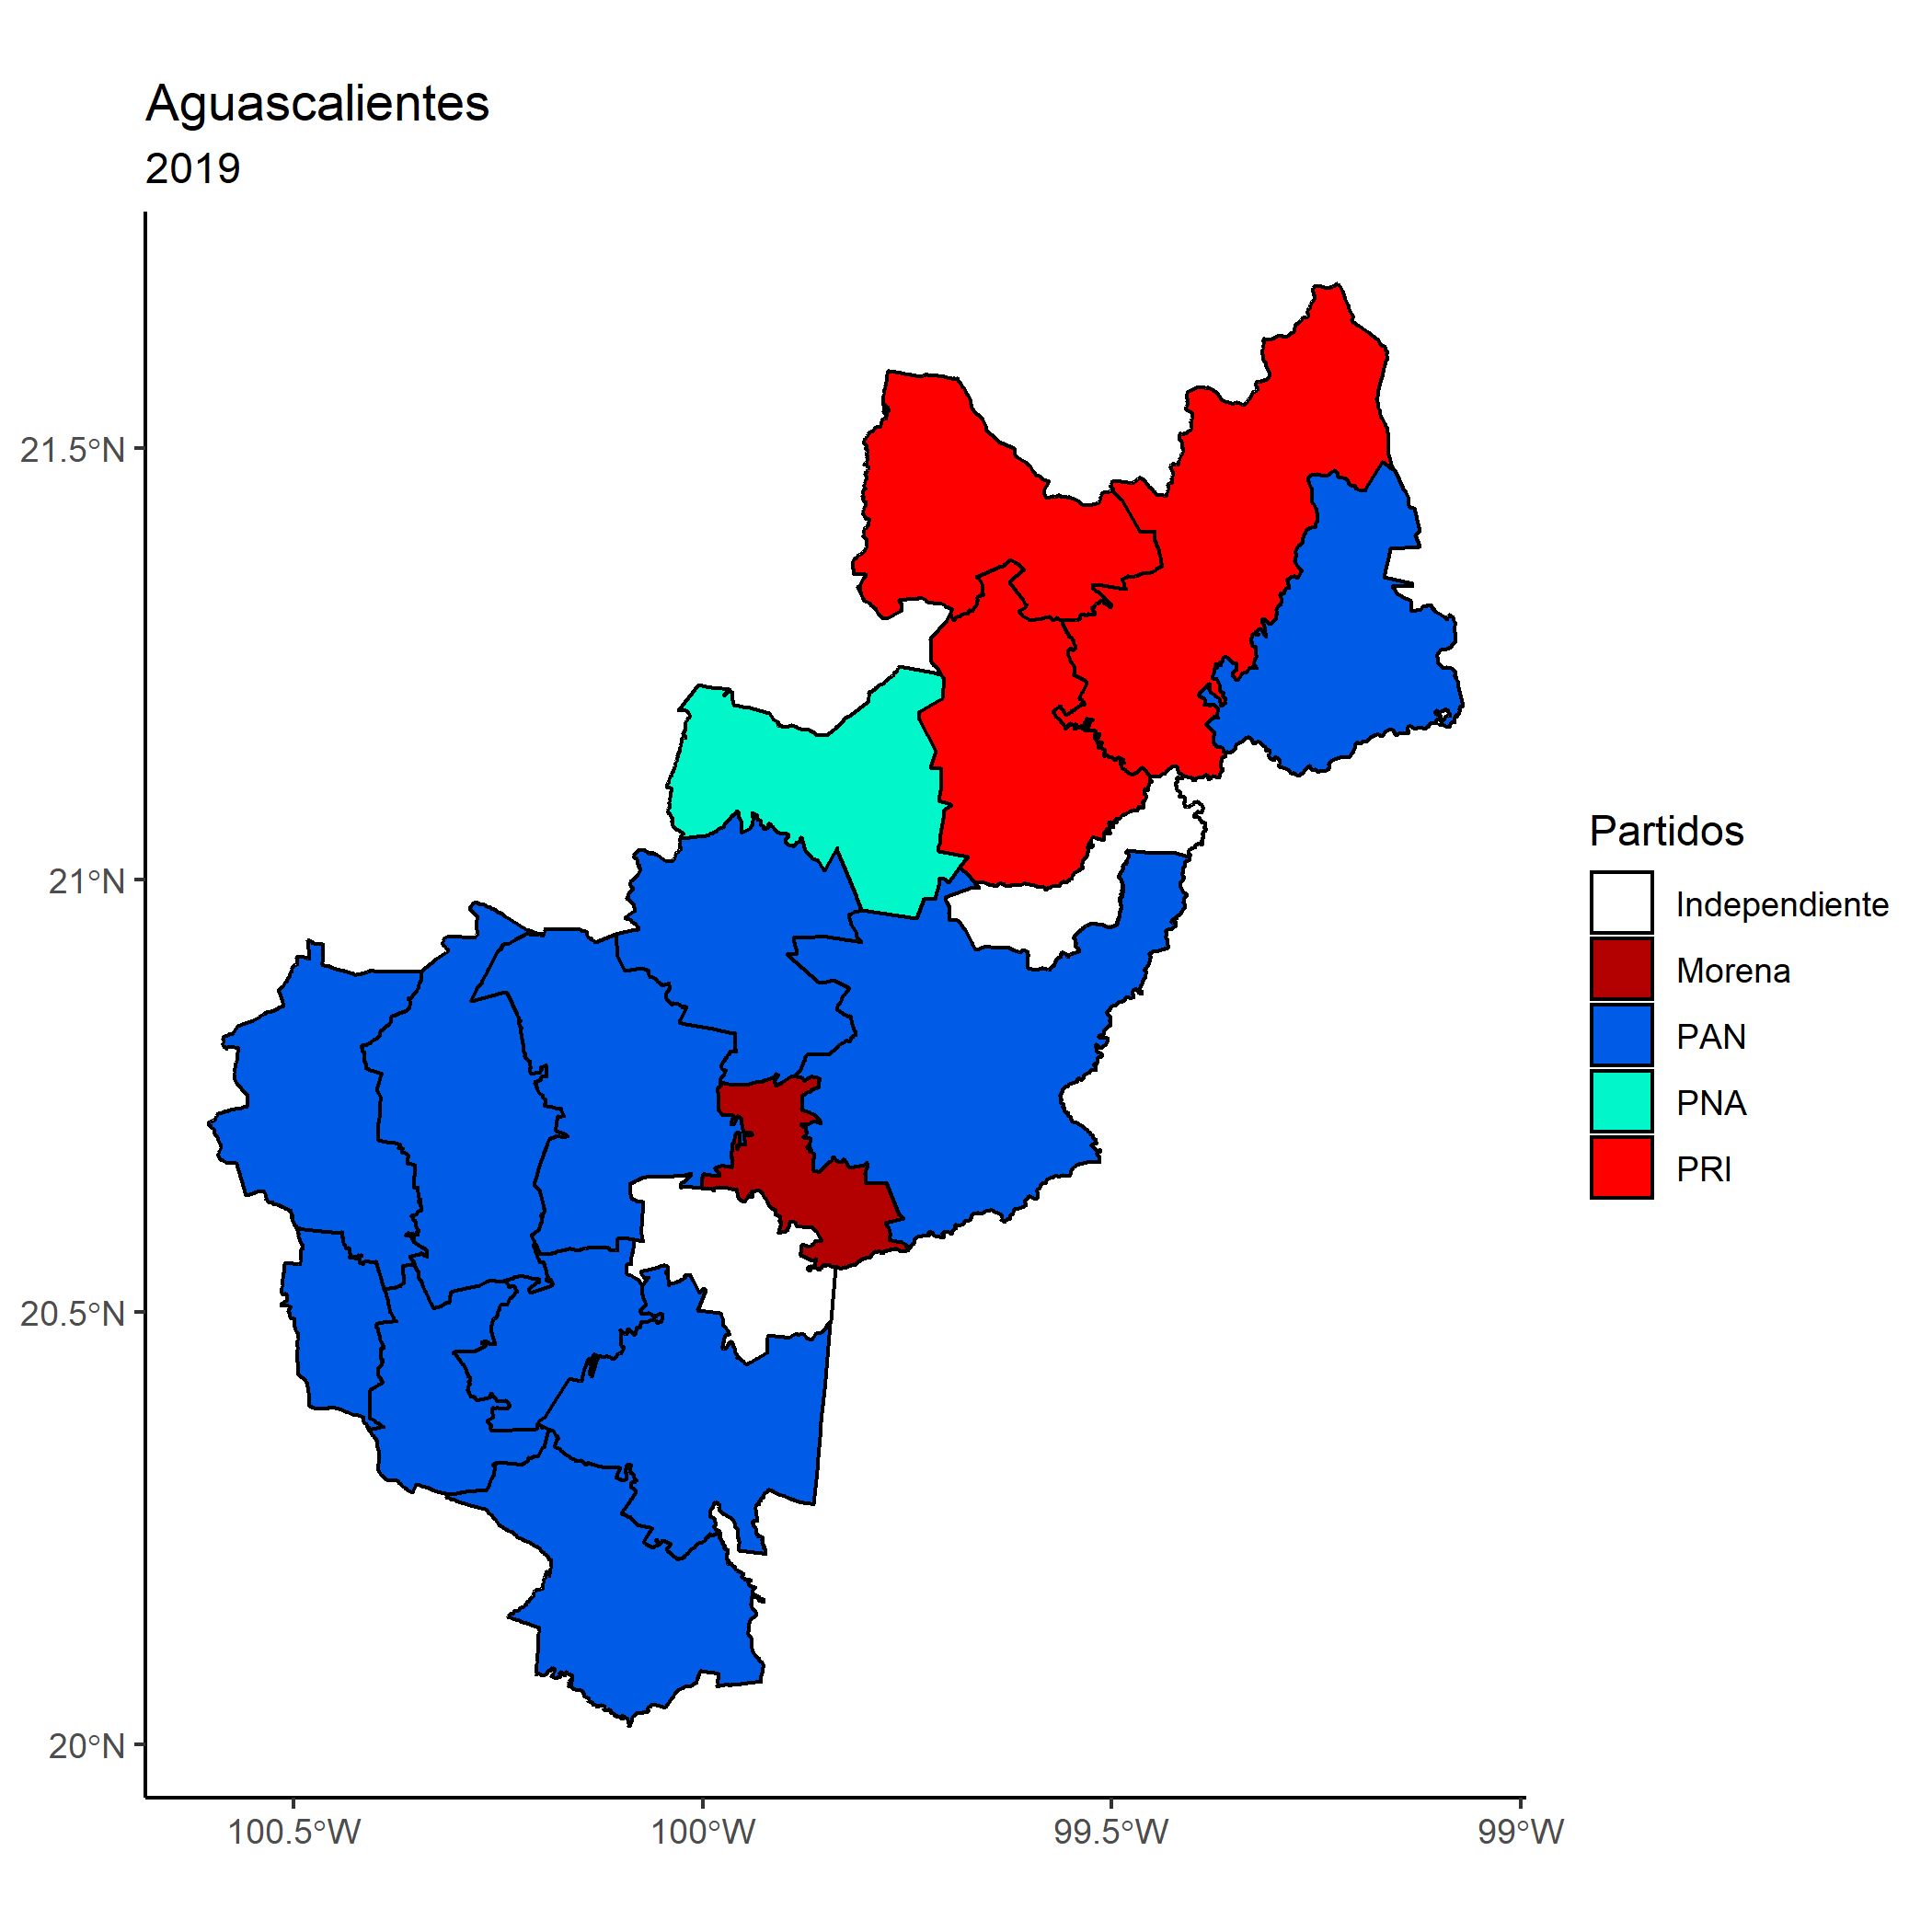 Aguascalientes
2019
21.5°N
21°N
20.5°N
20°N
100.5°W
100°W
99.5°W
99°W
Partidos
Independiente
Morena
PAN
PNA
PRI